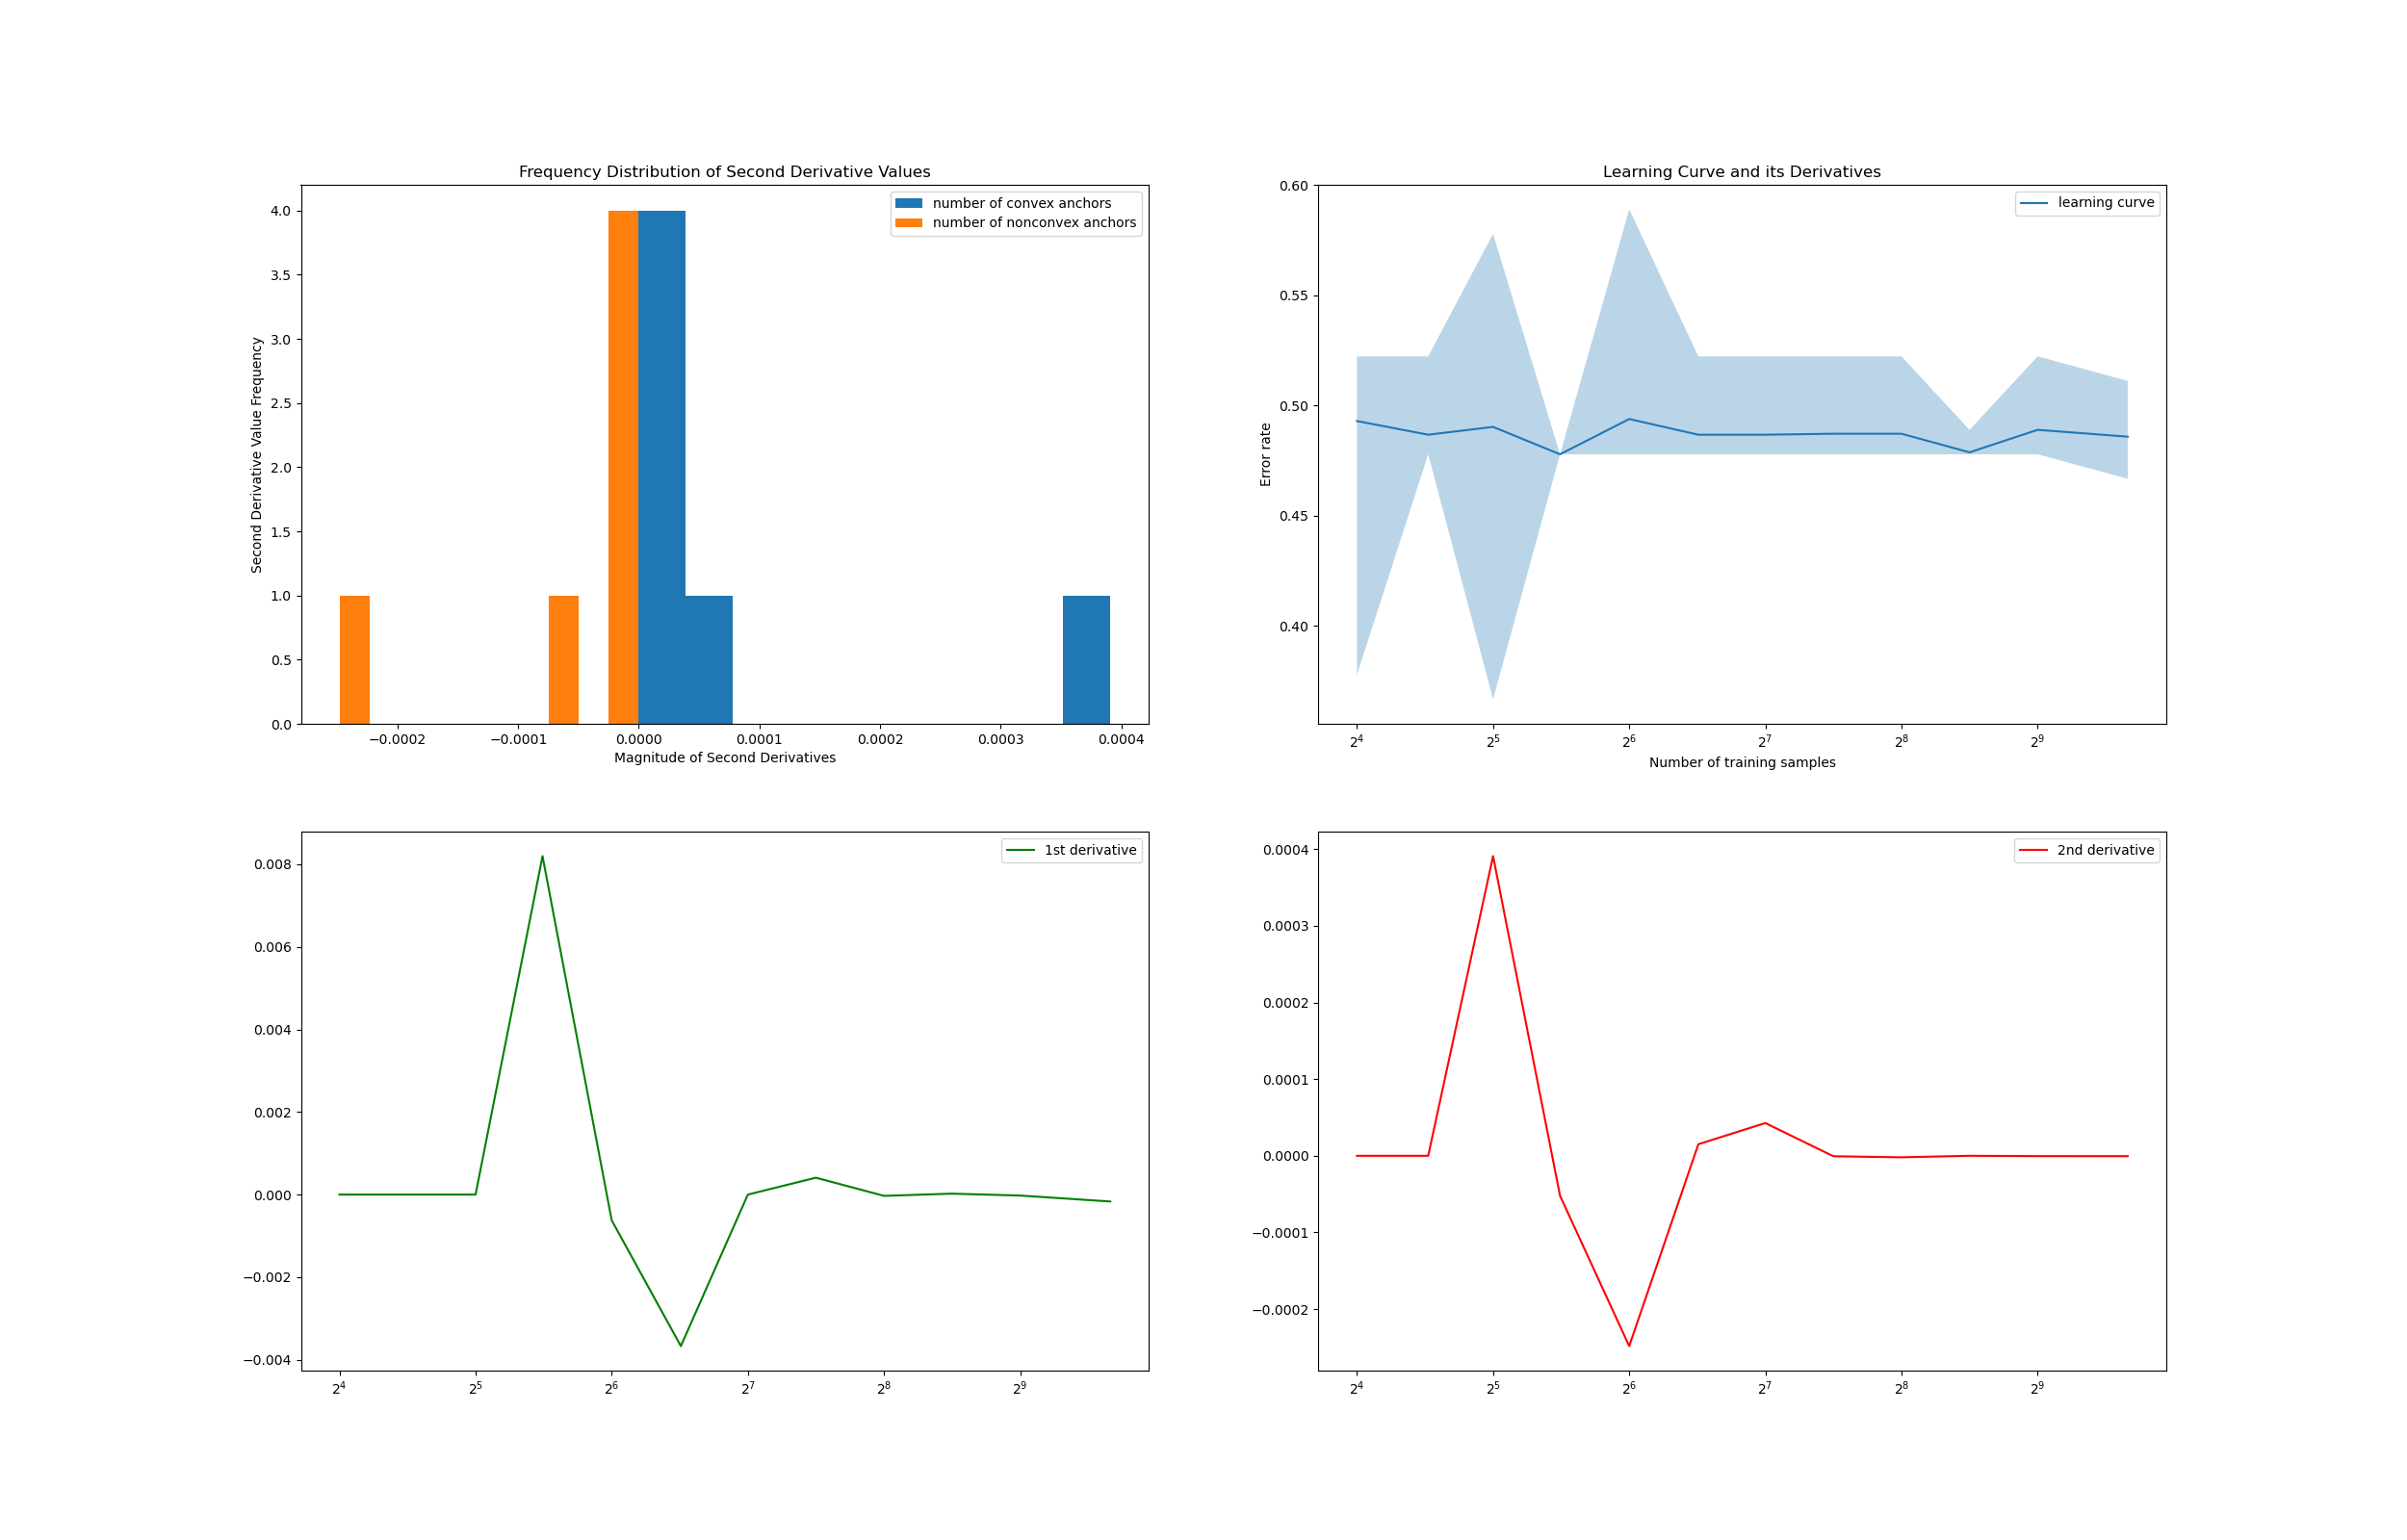 Frequency Distribution of Second Derivative Values
number of convex anchors
number of nonconvex anchors
4.0
3.5
3.0
2.5
2.0
1.5
1.0
0.5
0.0
Second Derivative Value Frequency
−0.0002 −0.0001 0.0000 0.0001 0.0002 0.0003 0.0004
Magnitude of Second Derivatives
Learning Curve and its Derivatives
learning curve
0.60
0.55
0.50
0.45
0.40
Error rate
2⁴ 2⁵ 2⁶ 2⁷ 2⁸ 2⁹
Number of training samples
1st derivative
0.008
0.006
0.004
0.002
0.000
−0.002
−0.004
2⁴ 2⁵ 2⁶ 2⁷ 2⁸ 2⁹
2nd derivative
0.0004
0.0003
0.0002
0.0001
0.0000
−0.0001
−0.0002
2⁴ 2⁵ 2⁶ 2⁷ 2⁸ 2⁹